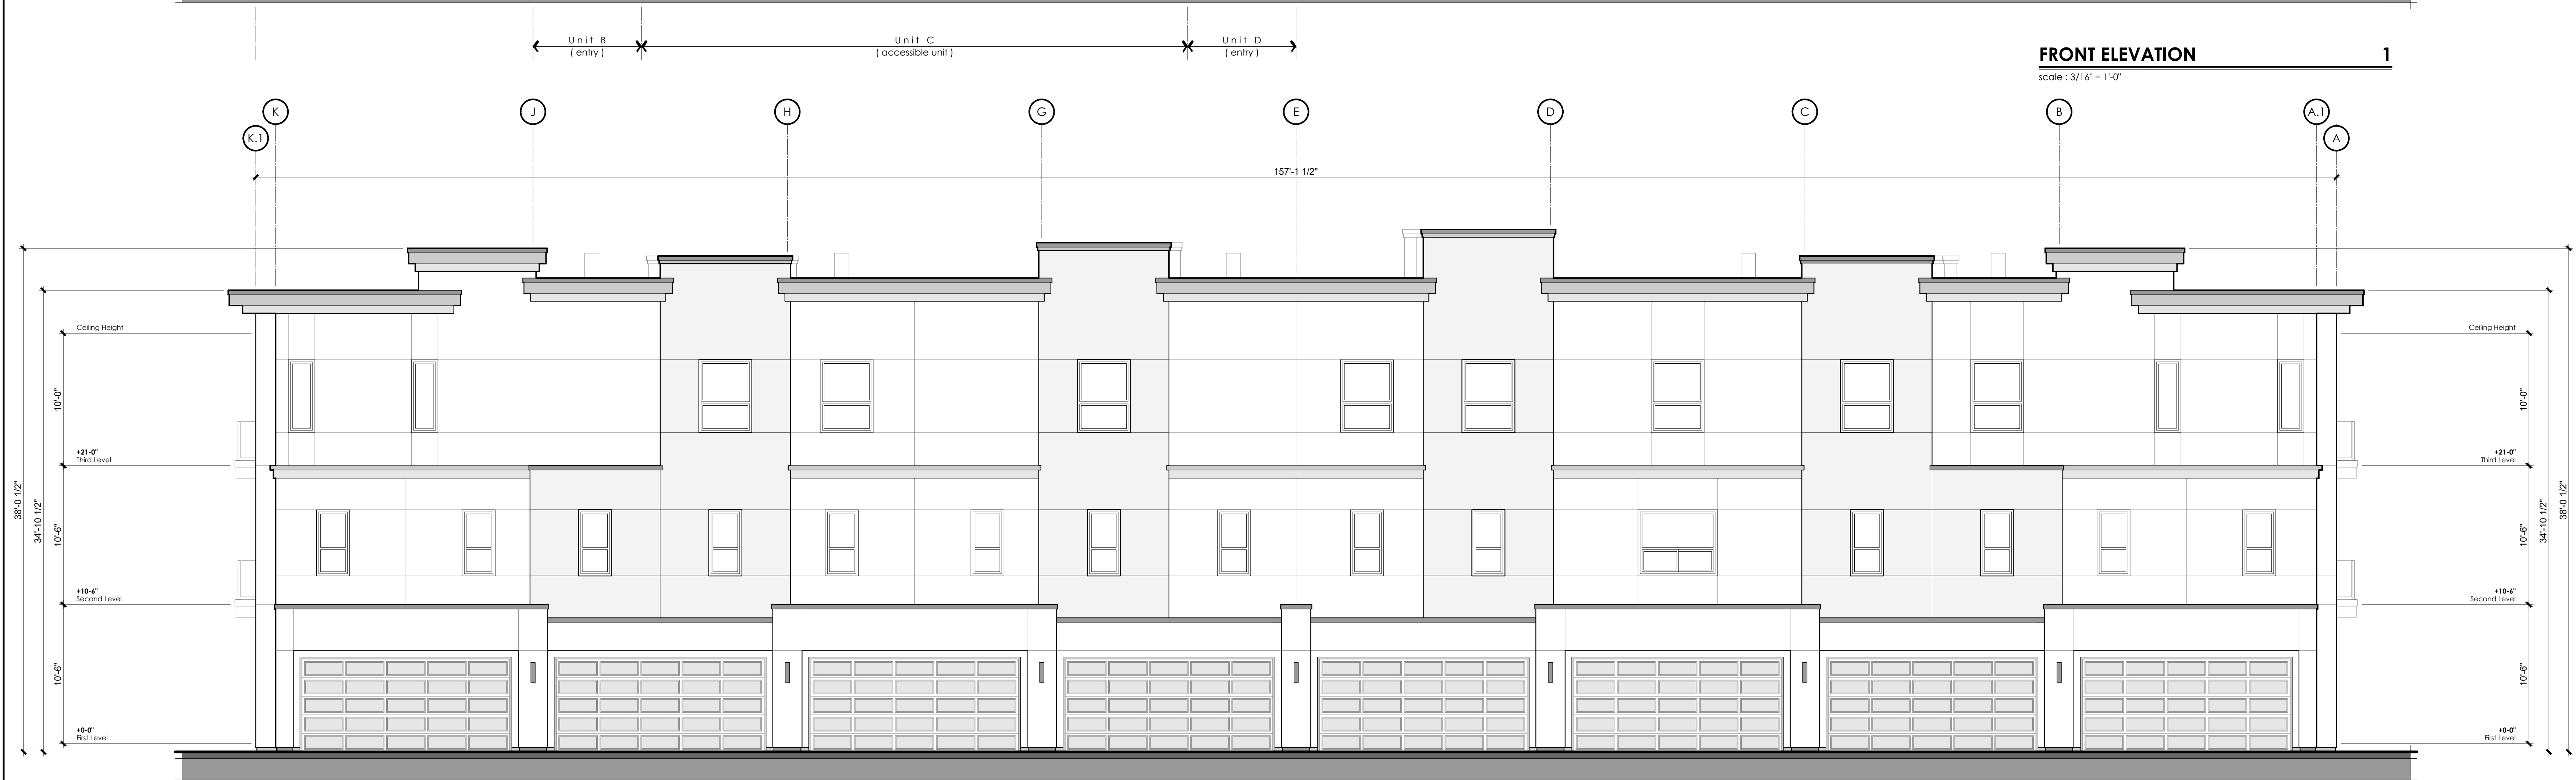 Unit B
( entry )
Unit C
( accessible unit )
Unit D
( entry )
FRONT ELEVATION 1
scale : 3/16" = 1'-0"
K J H G E D C B A.1
K.1 A
157'-1 1/2"
Ceiling Height
Ceiling Height
10'-0"
10'-0"
+21-0"
Third Level
+21-0"
Third Level
38'-0 1/2"
34'-10 1/2"
10'-6"
10'-6"
34'-10 1/2"
38'-0 1/2"
+10-6"
Second Level
+10-6"
Second Level
10'-6"
10'-6"
+0-0"
First Level
+0-0"
First Level